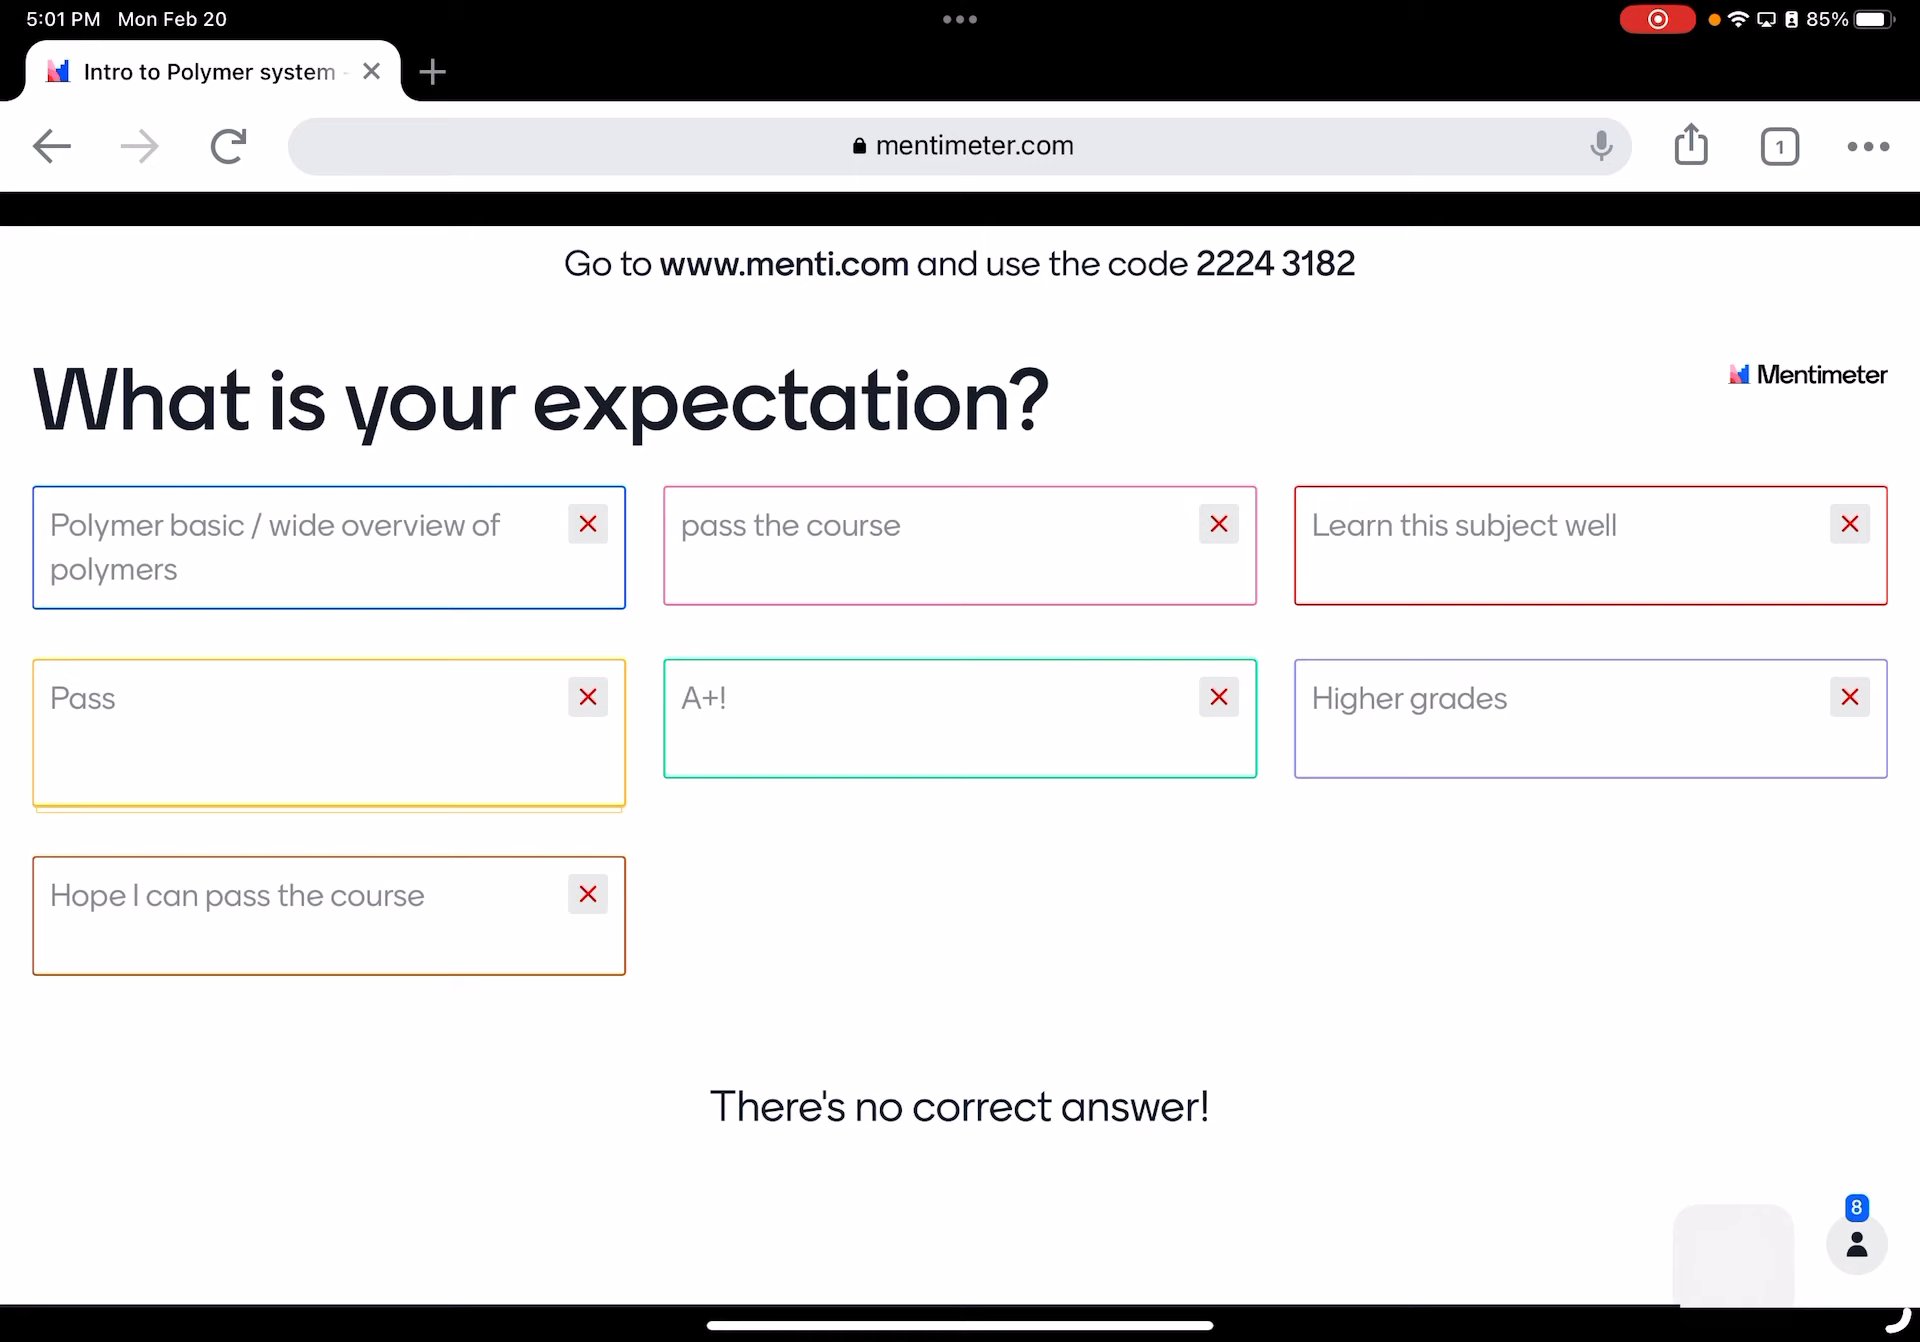 5:01 PM Mon Feb 20
85%
Intro to Polymer system -
mentimeter.com
1
Go to www.menti.com and use the code 2224 3182
What is your expectation?
Mentimeter
Polymer basic / wide overview of
polymers
pass the course
Learn this subject well
Pass
A+!
Higher grades
Hope I can pass the course
There's no correct answer!
8